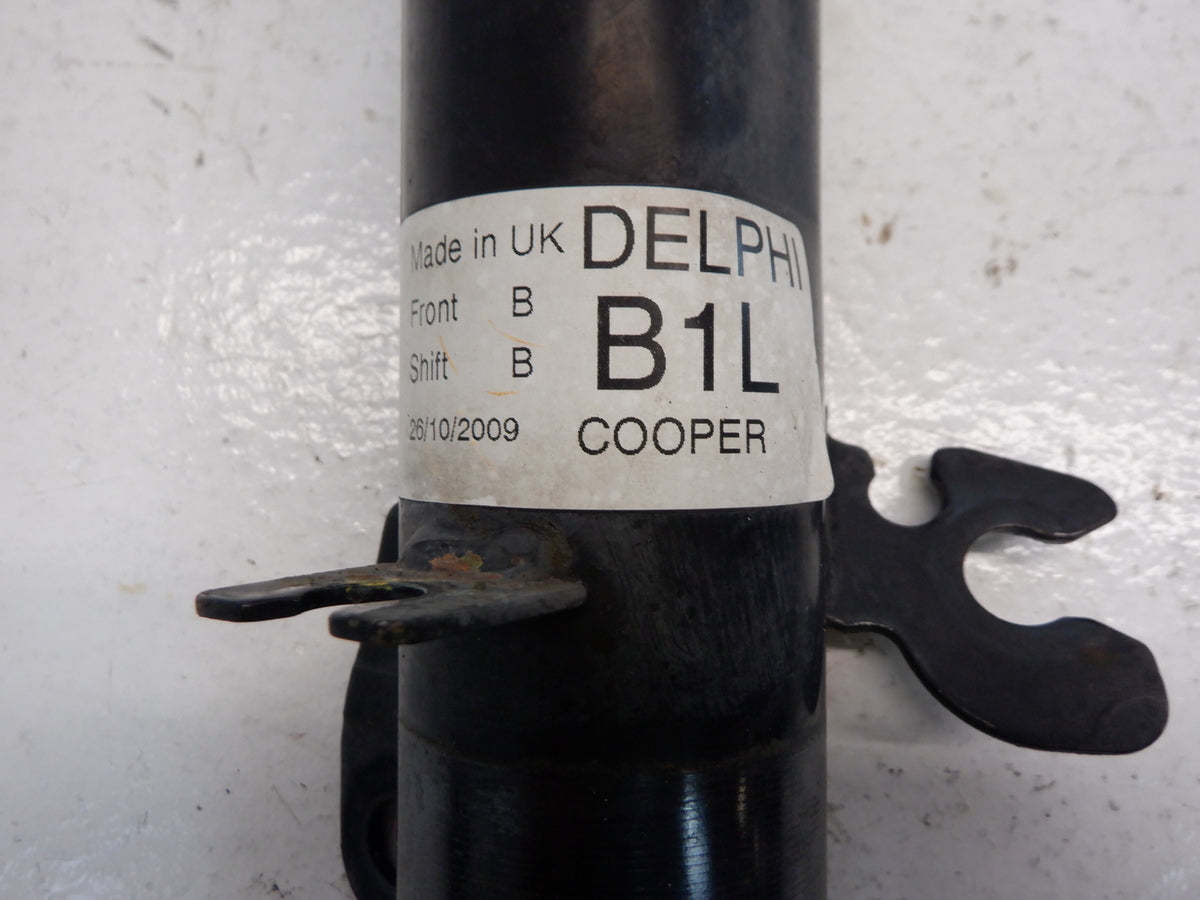 Made in UK DELPHI
Front B
Shift B
B1L
26/10/2009 COOPER